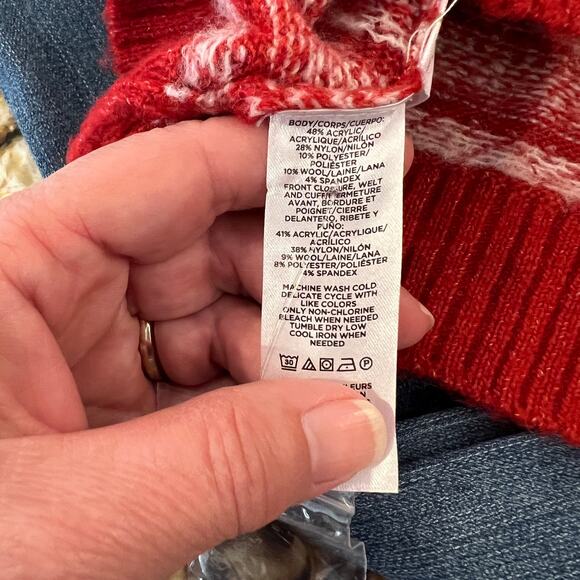 BODY/CORPS/CUERPO:
48% ACRYLIC/
ACRYLIQUE/ACRÍLICO
28% NYLON/NILÓN
10% POLYESTER/
POLIÉSTER
10% WOOL/LAINE/LANA
4% SPANDEX
FRONT CLOSURE, WELT
AND CUFF/FERMETURE
AVANT, BORDURE ET
POIGNET/CIERRE
DELANTERO, RIBETE Y
PUÑO:
41% ACRYLIC/ACRYLIQUE/
ACRÍLICO
38% NYLON/NILÓN
9% WOOL/LAINE/LANA
8% POLYESTER/POLIÉSTER
4% SPANDEX
MACHINE WASH COLD
DELICATE CYCLE WITH
LIKE COLORS
ONLY NON-CHLORINE
BLEACH WHEN NEEDED
TUMBLE DRY LOW
COOL IRON WHEN
NEEDED
30 P